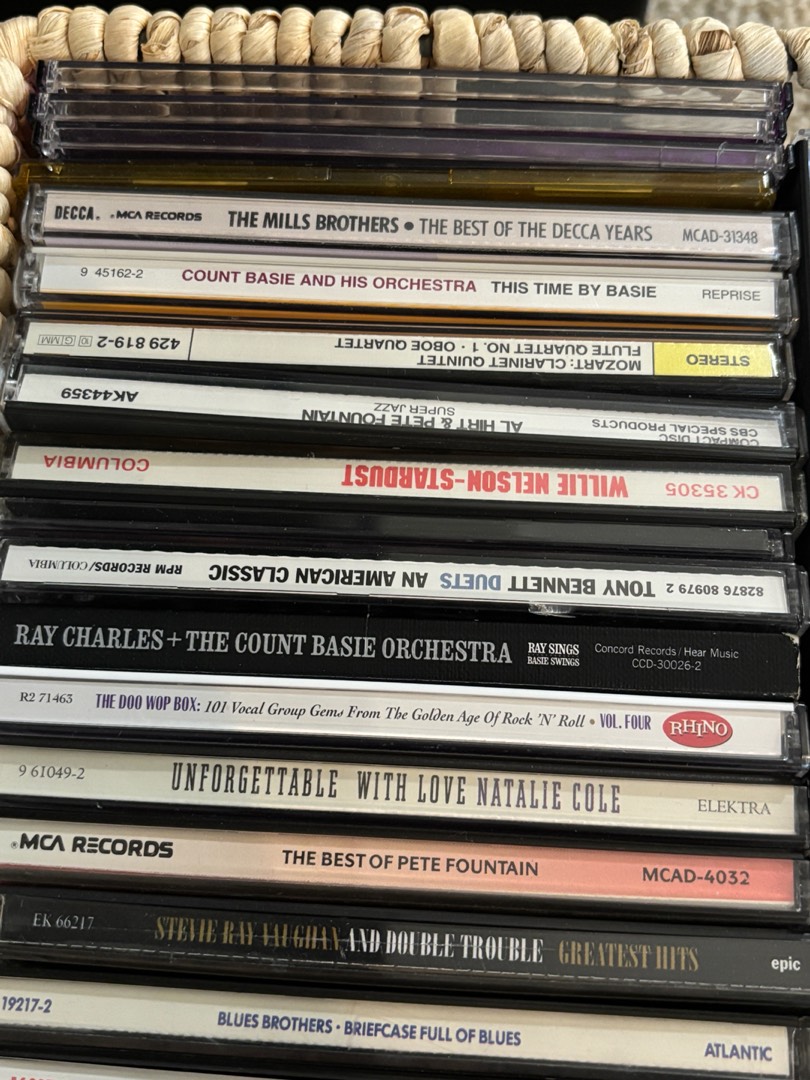 DECCA. MCA RECORDS THE MILLS BROTHERS • THE BEST OF THE DECCA YEARS MCAD-31348
9 45162-2 COUNT BASIE AND HIS ORCHESTRA THIS TIME BY BASIE REPRISE
STEREO MOZART: CLARINET QUINTET
FLUTE QUARTET NO. 1 · OBOE QUARTET 429 819-2 GMM
COMPACT DISC
CBS SPECIAL PRODUCTS AL HIRT & PETE FOUNTAIN
SUPER JAZZ AK44359
CK 35305 WILLIE NELSON-STARDUST COLUMBIA
82876 80979 2 TONY BENNETT DUETS AN AMERICAN CLASSIC RPM RECORDS/COLUMBIA
RAY CHARLES + THE COUNT BASIE ORCHESTRA RAY SINGS
BASIE SWINGS Concord Records/Hear Music
CCD-30026-2
R2 71463 THE DOO WOP BOX: 101 Vocal Group Gems From The Golden Age Of Rock 'N' Roll • VOL. FOUR RHINO
9 61049-2 UNFORGETTABLE WITH LOVE NATALIE COLE ELEKTRA
MCA RECORDS THE BEST OF PETE FOUNTAIN MCAD-4032
EK 66217 STEVIE RAY VAUGHAN AND DOUBLE TROUBLE GREATEST HITS epic
19217-2 BLUES BROTHERS · BRIEFCASE FULL OF BLUES ATLANTIC